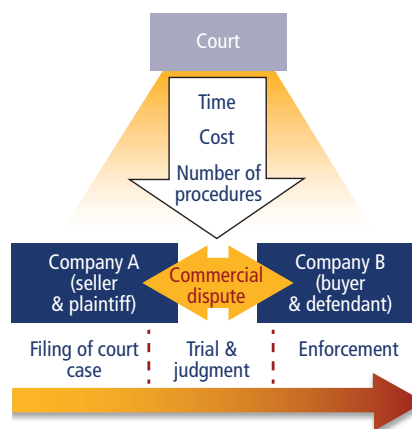 Court
Time
Cost
Number of
procedures
Company A
(seller
& plaintiff)
Commercial
dispute
Company B
(buyer
& defendant)
Filing of court
case
Trial &
judgment
Enforcement